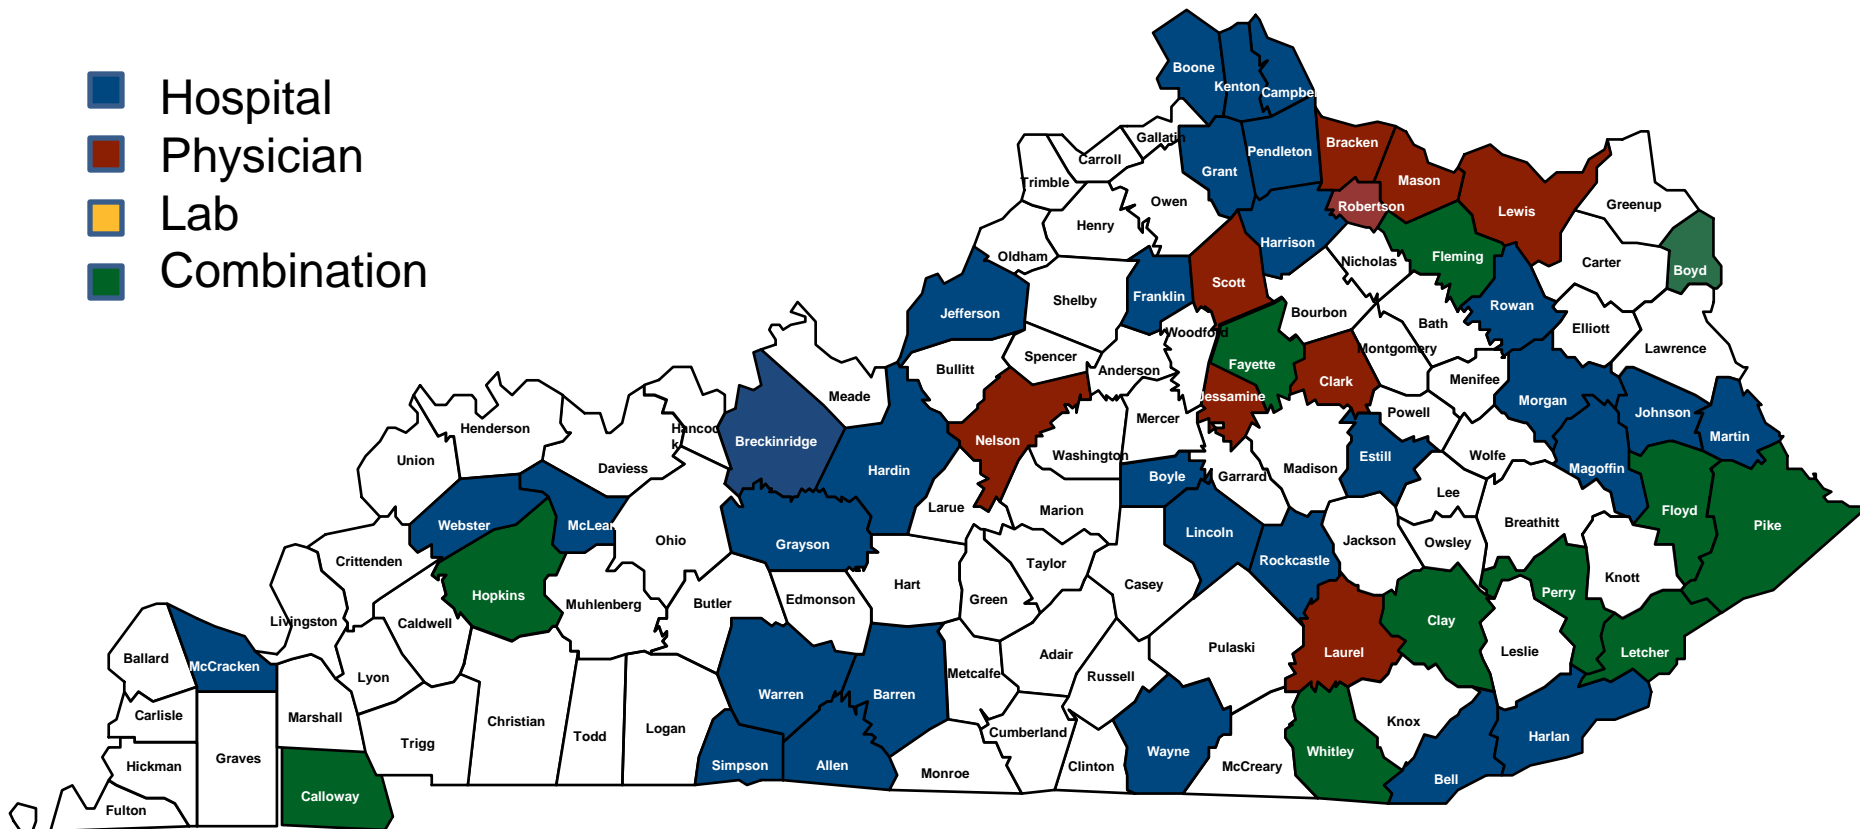 Hospital
Physician
Lab
Combination
Boone
Kenton
Campbe
Gallatin
Carroll
Grant
Pendleton
Bracken
Mason
Trimble
Owen
Robertson
Lewis
Greenup
Henry
Harrison
Oldham
Nicholas
Fleming
Carter
Boyd
Scott
Shelby
Franklin
Jefferson
Rowan
Bourbon
Bath
Elliott
Woodford
Lawrence
Montgomery
Spencer
Bullitt
Anderson
Fayette
Clark
Menifee
Meade
Jessamine
Morgan
Powell
Johnson
Mercer
Henderson
Hancoc
k
Breckinridge
Nelson
Martin
Washington
Estill
Wolfe
Union
Daviess
Hardin
Madison
Magoffin
Boyle
Garrard
Lee
Larue
Marion
Floyd
Webster
McLean
Lincoln
Breathitt
Pike
Ohio
Grayson
Jackson
Owsley
Crittenden
Rockcastle
Taylor
Knott
Hopkins
Muhlenberg
Butler
Edmonson
Hart
Green
Casey
Perry
Livingston
Caldwell
Clay
Ballard
McCracken
Adair
Pulaski
Laurel
Leslie
Letcher
Lyon
Metcalfe
Russell
Warren
Barren
Carlisle
Marshall
Christian
Todd
Logan
Knox
Trigg
Cumberland
Harlan
Hickman
Graves
Simpson
Allen
Monroe
Clinton
Wayne
McCreary
Whitley
Bell
Calloway
Fulton